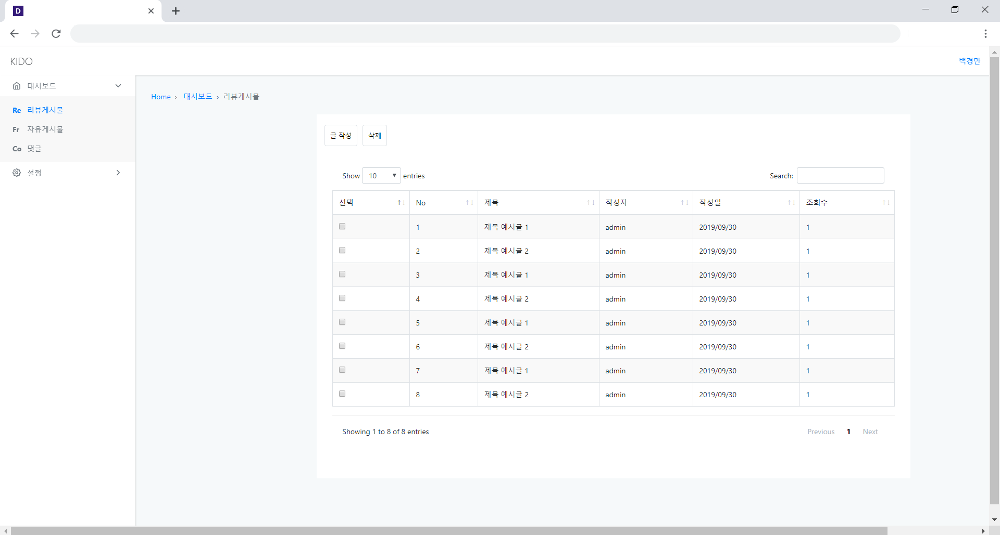 D
KIDO
백경만
대시보드
Re 리뷰게시물
Fr 자유게시물
Co 댓글
설정
Home › 대시보드 › 리뷰게시물
글 작성 삭제
Show 10 entries Search:
선택 No 제목 작성자 작성일 조회수
1 제목 예시글 1 admin 2019/09/30 1
2 제목 예시글 2 admin 2019/09/30 1
3 제목 예시글 1 admin 2019/09/30 1
4 제목 예시글 2 admin 2019/09/30 1
5 제목 예시글 1 admin 2019/09/30 1
6 제목 예시글 2 admin 2019/09/30 1
7 제목 예시글 1 admin 2019/09/30 1
8 제목 예시글 2 admin 2019/09/30 1
Showing 1 to 8 of 8 entries Previous 1 Next